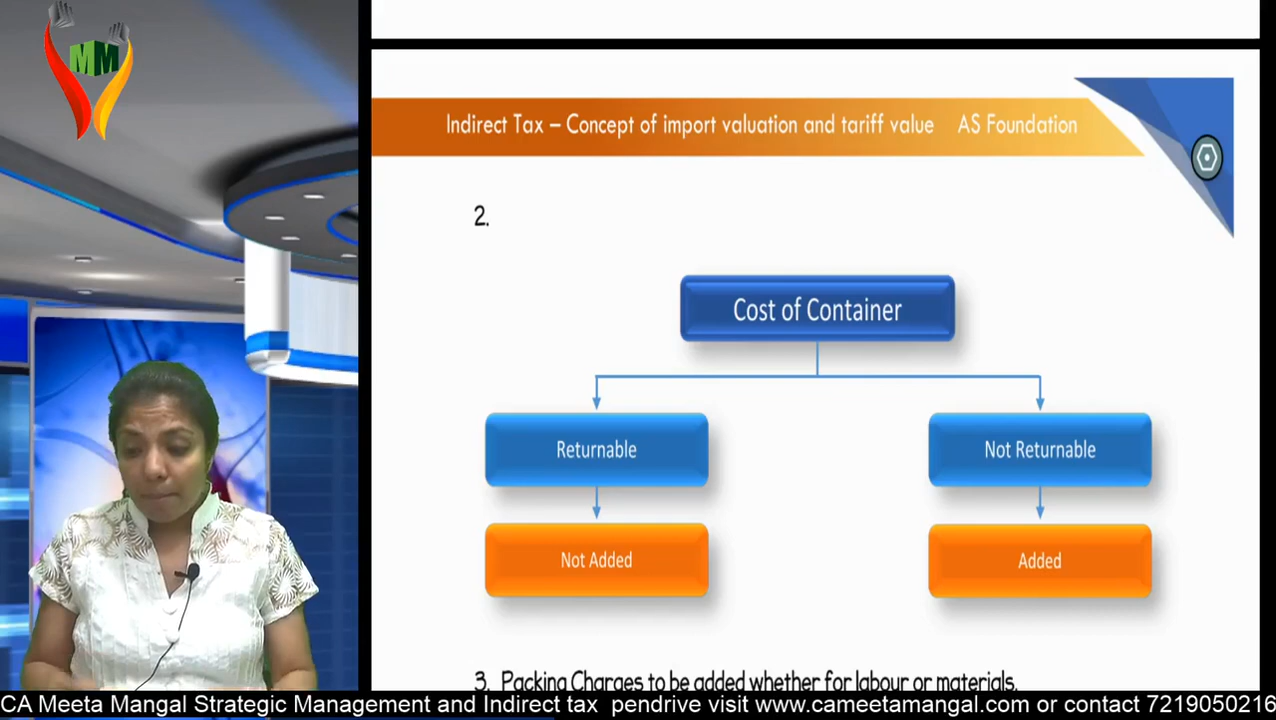 MM
Indirect Tax – Concept of import valuation and tariff value AS Foundation
2.
Cost of Container
Returnable
Not Returnable
Not Added
Added
3. Packing Charges to be added whether for labour or materials.
CA Meeta Mangal Strategic Management and Indirect tax pendrive visit www.cameetamangal.com or contact 7219050216